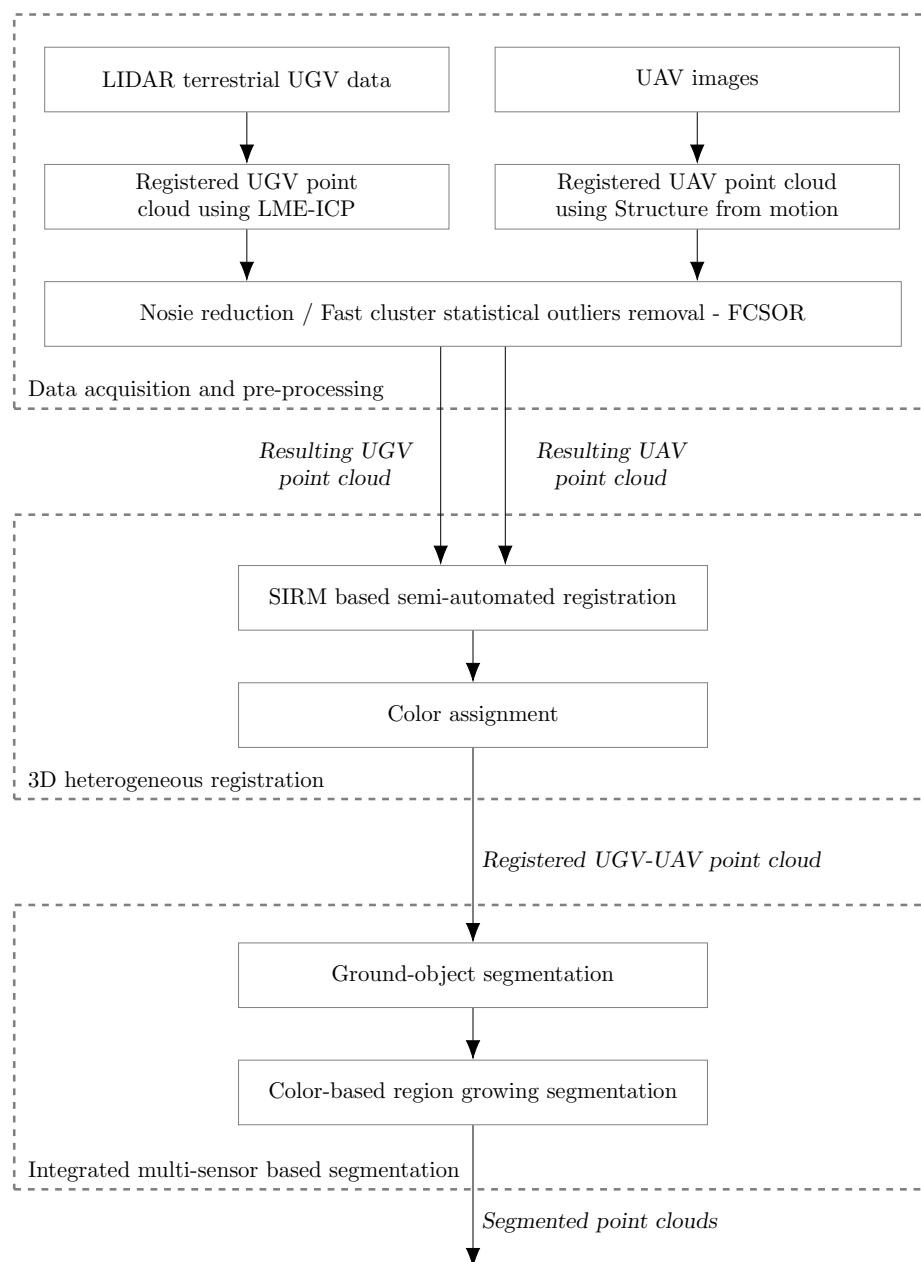 LIDAR terrestrial UGV data
UAV images
Registered UGV point
cloud using LME-ICP
Registered UAV point cloud
using Structure from motion
Nosie reduction / Fast cluster statistical outliers removal - FCSOR
Data acquisition and pre-processing
Resulting UGV
point cloud
Resulting UAV
point cloud
SIRM based semi-automated registration
Color assignment
3D heterogeneous registration
Registered UGV-UAV point cloud
Ground-object segmentation
Color-based region growing segmentation
Integrated multi-sensor based segmentation
Segmented point clouds